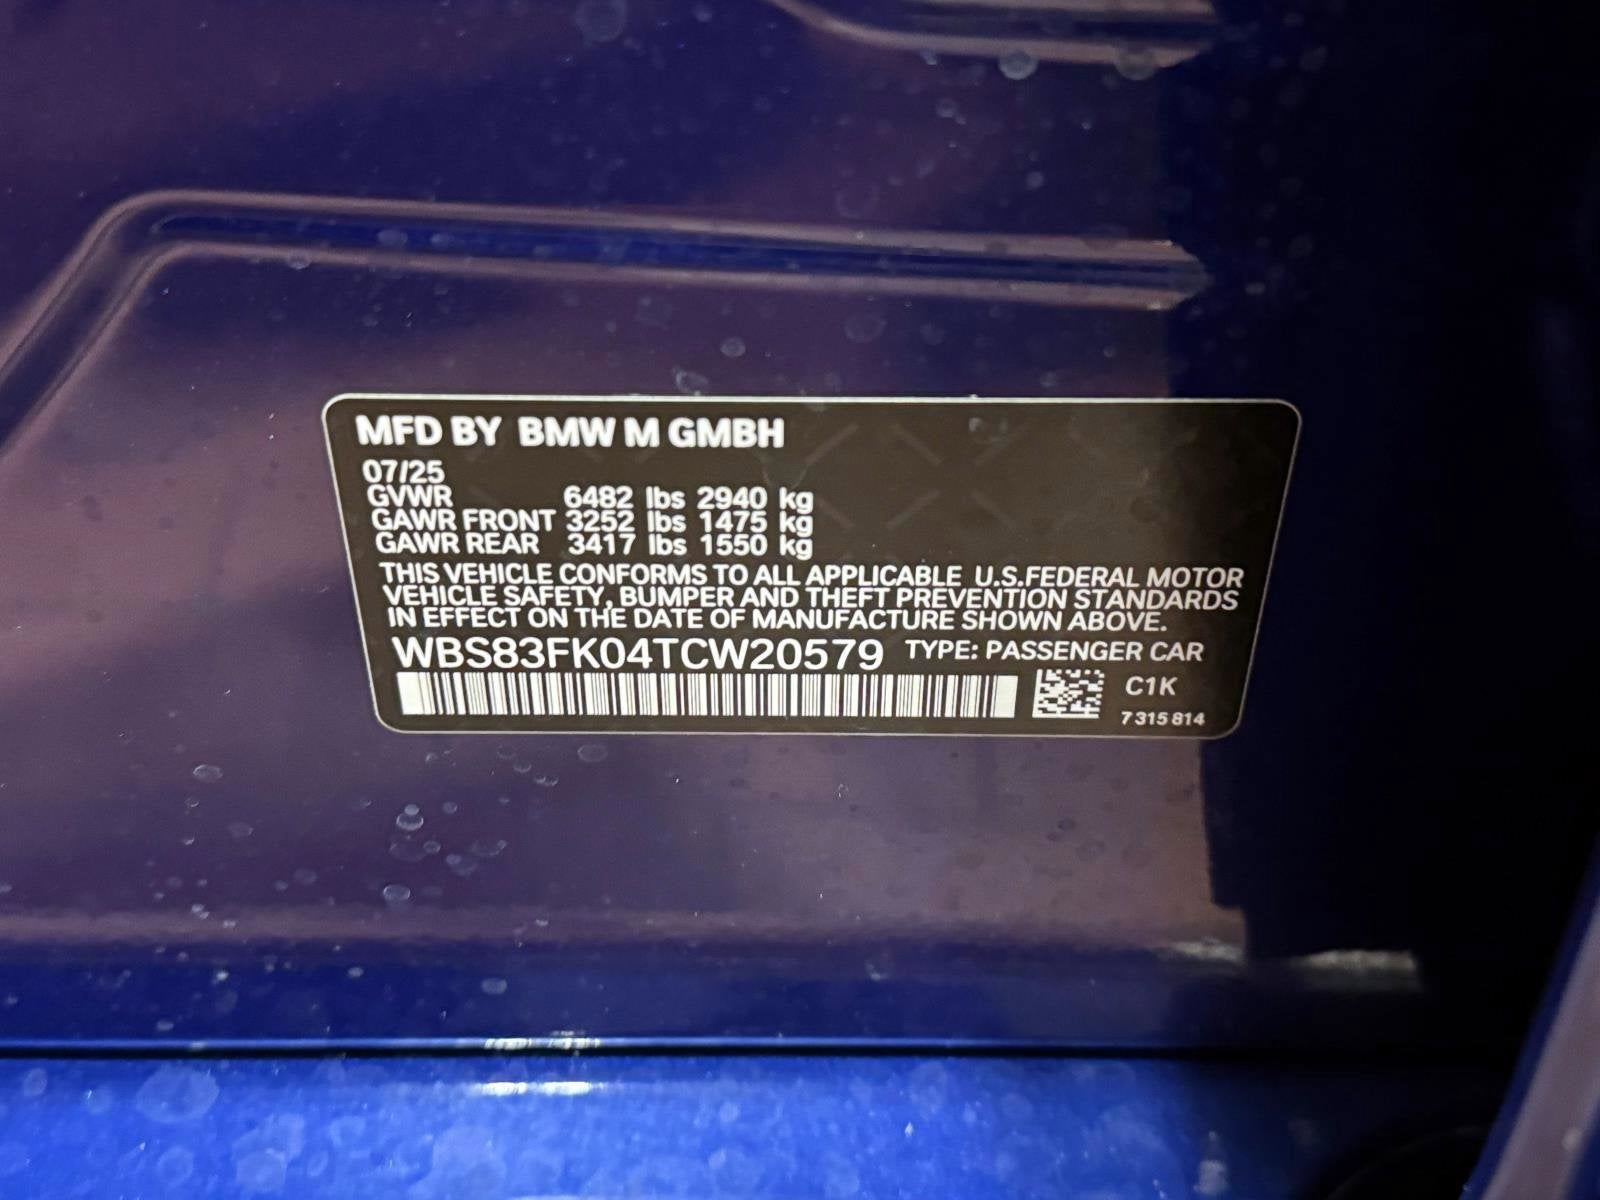 MFD BY BMW M GMBH
07/25
GVWR 6482 lbs 2940 kg
GAWR FRONT 3252 lbs 1475 kg
GAWR REAR 3417 lbs 1550 kg
THIS VEHICLE CONFORMS TO ALL APPLICABLE U.S.FEDERAL MOTOR
VEHICLE SAFETY, BUMPER AND THEFT PREVENTION STANDARDS
IN EFFECT ON THE DATE OF MANUFACTURE SHOWN ABOVE.
WBS83FK04TCW20579 TYPE: PASSENGER CAR
C1K
7 315 814